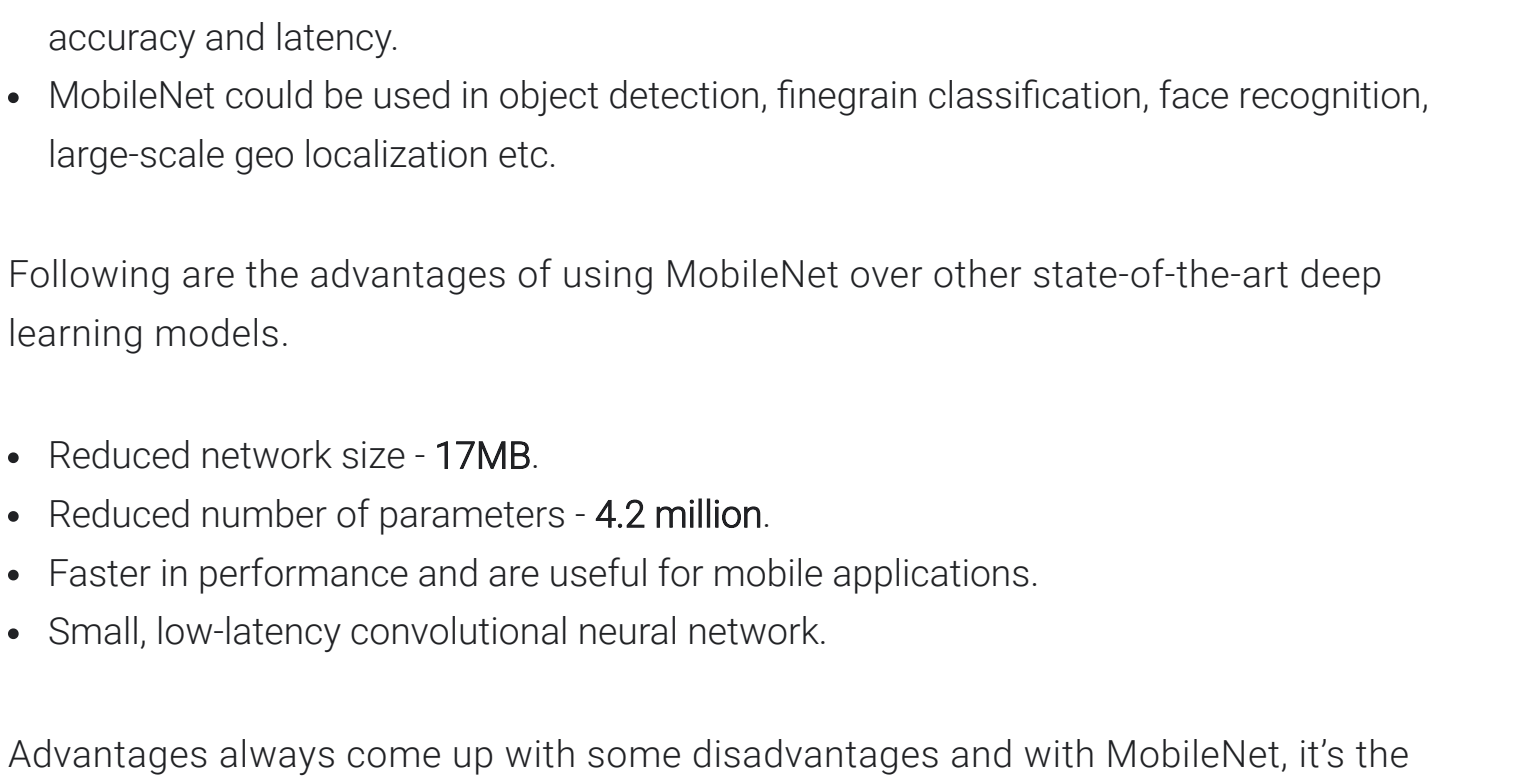 accuracy and latency.
• MobileNet could be used in object detection, finegrain classification, face recognition,
large-scale geo localization etc.
Following are the advantages of using MobileNet over other state-of-the-art deep
learning models.
• Reduced network size - 17MB.
• Reduced number of parameters - 4.2 million.
• Faster in performance and are useful for mobile applications.
• Small, low-latency convolutional neural network.
Advantages always come up with some disadvantages and with MobileNet, it’s the